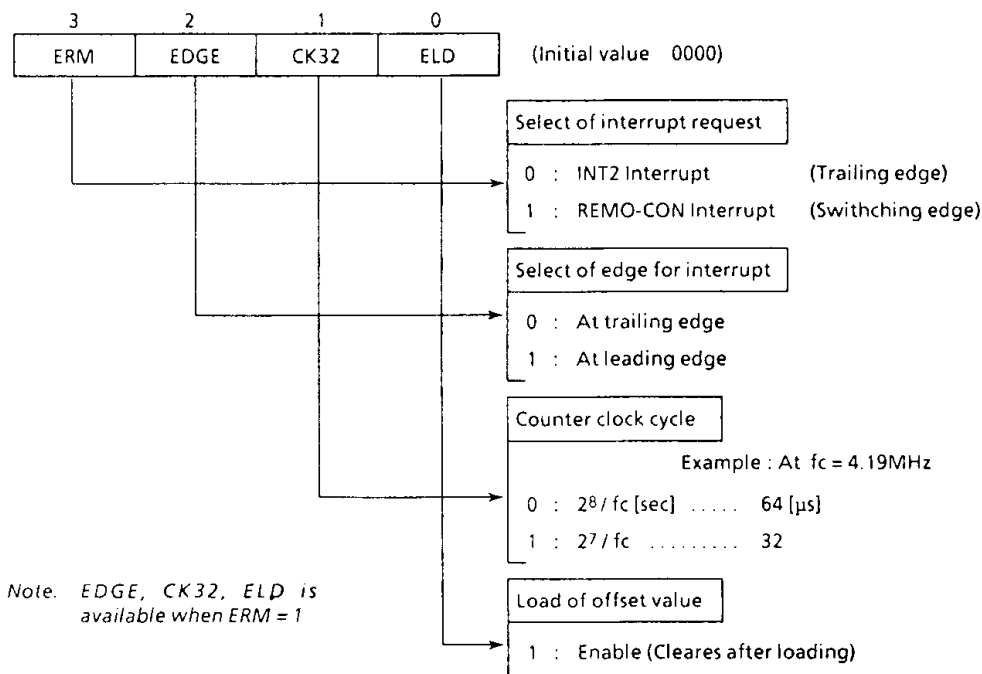 3 2 1 0
ERM EDGE CK32 ELD (Initial value 0000)
Select of interrupt request
0 : INT2 Interrupt (Trailing edge)
1 : REMO-CON Interrupt (Swithching edge)
Select of edge for interrupt
0 : At trailing edge
1 : At leading edge
Counter clock cycle
Example : At fc = 4.19MHz
0 : 2⁸/ fc [sec] ..... 64 [µs]
1 : 2⁷/ fc ......... 32
Note. EDGE, CK32, ELD is
available when ERM = 1
Load of offset value
1 : Enable (Cleares after loading)